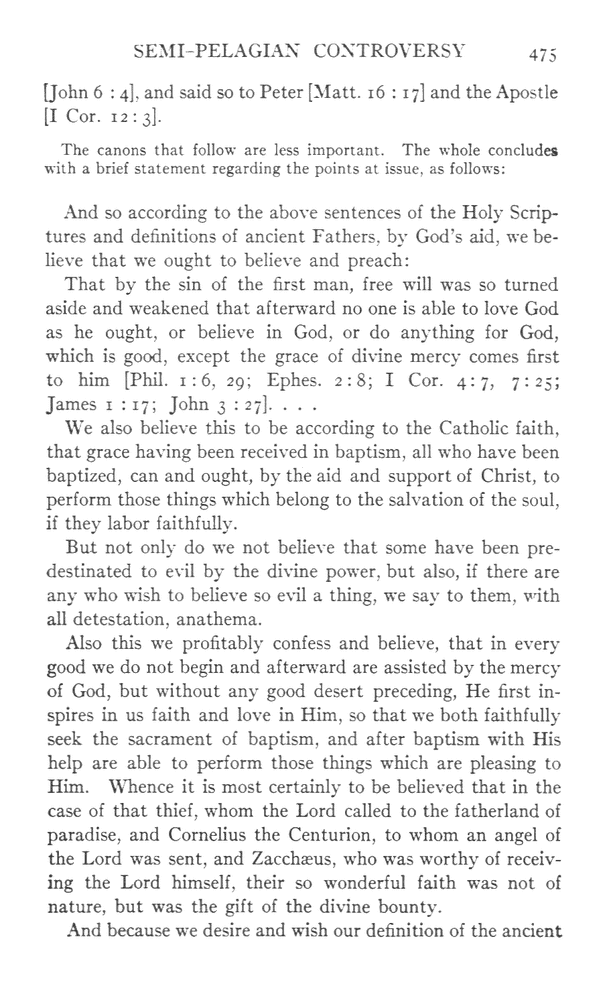 SEMI-PELAGIAN CONTROVERSY 475
[John 6 : 4], and said so to Peter [Matt. 16 : 17] and the Apostle
[I Cor. 12 : 3].
The canons that follow are less important. The whole concludes
with a brief statement regarding the points at issue, as follows:
And so according to the above sentences of the Holy Scrip-
tures and definitions of ancient Fathers, by God's aid, we be-
lieve that we ought to believe and preach:
That by the sin of the first man, free will was so turned
aside and weakened that afterward no one is able to love God
as he ought, or believe in God, or do anything for God,
which is good, except the grace of divine mercy comes first
to him [Phil. 1 : 6, 29; Ephes. 2 : 8; I Cor. 4 : 7, 7 : 25;
James 1 : 17; John 3 : 27]. . . .
We also believe this to be according to the Catholic faith,
that grace having been received in baptism, all who have been
baptized, can and ought, by the aid and support of Christ, to
perform those things which belong to the salvation of the soul,
if they labor faithfully.
But not only do we not believe that some have been pre-
destinated to evil by the divine power, but also, if there are
any who wish to believe so evil a thing, we say to them, with
all detestation, anathema.
Also this we profitably confess and believe, that in every
good we do not begin and afterward are assisted by the mercy
of God, but without any good desert preceding, He first in-
spires in us faith and love in Him, so that we both faithfully
seek the sacrament of baptism, and after baptism with His
help are able to perform those things which are pleasing to
Him. Whence it is most certainly to be believed that in the
case of that thief, whom the Lord called to the fatherland of
paradise, and Cornelius the Centurion, to whom an angel of
the Lord was sent, and Zacchæus, who was worthy of receiv-
ing the Lord himself, their so wonderful faith was not of
nature, but was the gift of the divine bounty.
And because we desire and wish our definition of the ancient